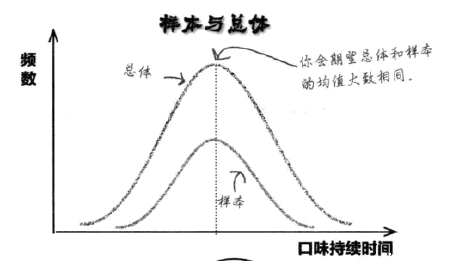 样本与总体
频
数
总体
你会期望总体和样本
的均值大致相同.
样本
口味持续时间